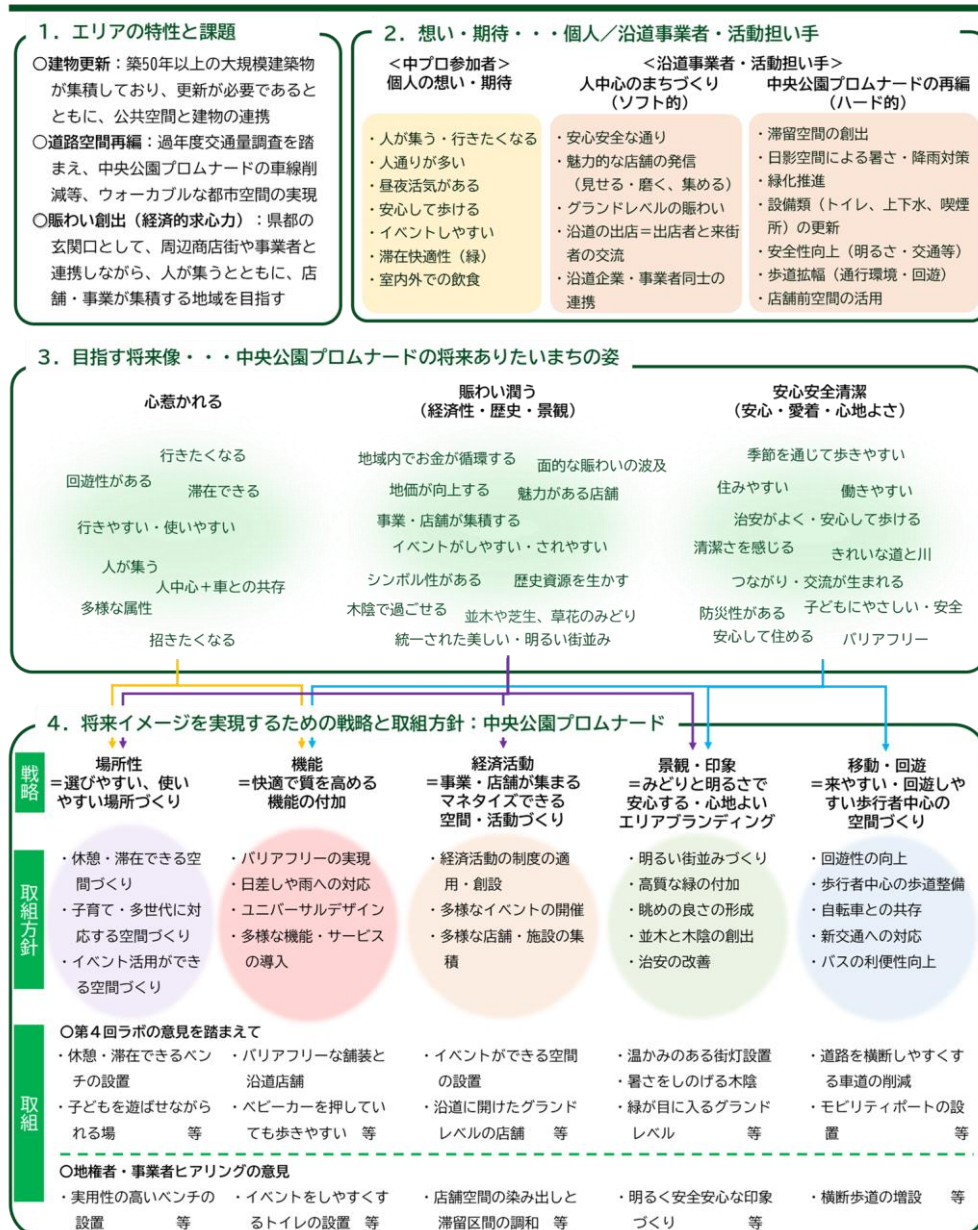 1．エリアの特性と課題
○建物更新：築50年以上の大規模建築物
が集積しており、更新が必要であると
ともに、公共空間と建物の連携
○道路空間再編：過年度交通量調査を踏
まえ、中央公園プロムナードの車線削
減等、ウォーカブルな都市空間の実現
○賑わい創出（経済的求心力）：県都の
玄関口として、周辺商店街や事業者と
連携しながら、人が集うとともに、店
舗・事業が集積する地域を目指す
2．想い・期待・・・個人／沿道事業者・活動担い手
＜中プロ参加者＞
個人の想い・期待
・人が集う・行きたくなる
・人通りが多い
・昼夜活気がある
・安心して歩ける
・イベントしやすい
・滞在快適性（緑）
・室内外での飲食
＜沿道事業者・活動担い手＞
人中心のまちづくり
（ソフト的）
・安心安全な通り
・魅力的な店舗の発信
（見せる・磨く、集める）
・グランドレベルの賑わい
・沿道の出店＝出店者と来街
者の交流
・沿道企業・事業者同士の
連携
中央公園プロムナードの再編
（ハード的）
・滞留空間の創出
・日影空間による暑さ・降雨対策
・緑化推進
・設備類（トイレ、上下水、喫煙
所）の更新
・安全性向上（明るさ・交通等）
・歩道拡幅（通行環境・回遊）
・店舗前空間の活用
3．目指す将来像・・・中央公園プロムナードの将来ありたいまちの姿
心惹かれる
行きたくなる
回遊性がある
滞在できる
行きやすい・使いやすい
人が集う
人中心＋車との共存
多様な属性
招きたくなる
賑わい潤う
（経済性・歴史・景観）
地域内でお金が循環する
面的な賑わいの波及
地価が向上する
魅力がある店舗
事業・店舗が集積する
イベントがしやすい・されやすい
シンボル性がある
歴史資源を生かす
木陰で過ごせる
並木や芝生、草花のみどり
統一された美しい・明るい街並み
安心安全清潔
（安心・愛着・心地よさ）
季節を通じて歩きやすい
住みやすい
働きやすい
治安がよく・安心して歩ける
清潔さを感じる
きれいな道と川
つながり・交流が生まれる
防災性がある
子どもにやさしい・安全
安心して住める
バリアフリー
4．将来イメージを実現するための戦略と取組方針：中央公園プロムナード
戦略
場所性
＝選びやすい、使い
やすい場所づくり
機能
＝快適で質を高める
機能の付加
経済活動
＝事業・店舗が集まる
マネタイズできる
空間・活動づくり
景観・印象
＝みどりと明るさで
安心する・心地よい
エリアブランディング
移動・回遊
＝来やすい・回遊しや
すい歩行者中心の
空間づくり
取組方針
・休憩・滞在できる空
間づくり
・子育て・多世代に対
応する空間づくり
・イベント活用ができ
る空間づくり
・バリアフリーの実現
・日差しや雨への対応
・ユニバーサルデザイン
・多様な機能・サービス
の導入
・経済活動の制度の適
用・創設
・多様なイベントの開催
・多様な店舗・施設の集
積
・明るい街並みづくり
・高質な緑の付加
・眺めの良さの形成
・並木と木陰の創出
・治安の改善
・回遊性の向上
・歩行者中心の歩道整備
・自転車との共存
・新交通への対応
・バスの利便性向上
取組
○第4回ラボの意見を踏まえて
・休憩・滞在できるベン
チの設置
・子どもを遊ばせながら
れる場 等
・バリアフリーな舗装と
沿道店舗
・ベビーカーを押してい
ても歩きやすい 等
・イベントができる空間
の設置
・沿道に開けたグランド
レベルの店舗 等
・温かみのある街灯設置
・暑さをしのげる木陰
・緑が目に入るグランド
レベル 等
・道路を横断しやすくす
る車道の削減
・モビリティポートの設
置 等
○地権者・事業者ヒアリングの意見
・実用性の高いベンチの
設置 等
・イベントをしやすくす
るトイレの設置 等
・店舗空間の染み出しと
滞留区間の調和 等
・明るく安全安心な印象
づくり 等
・横断歩道の増設 等